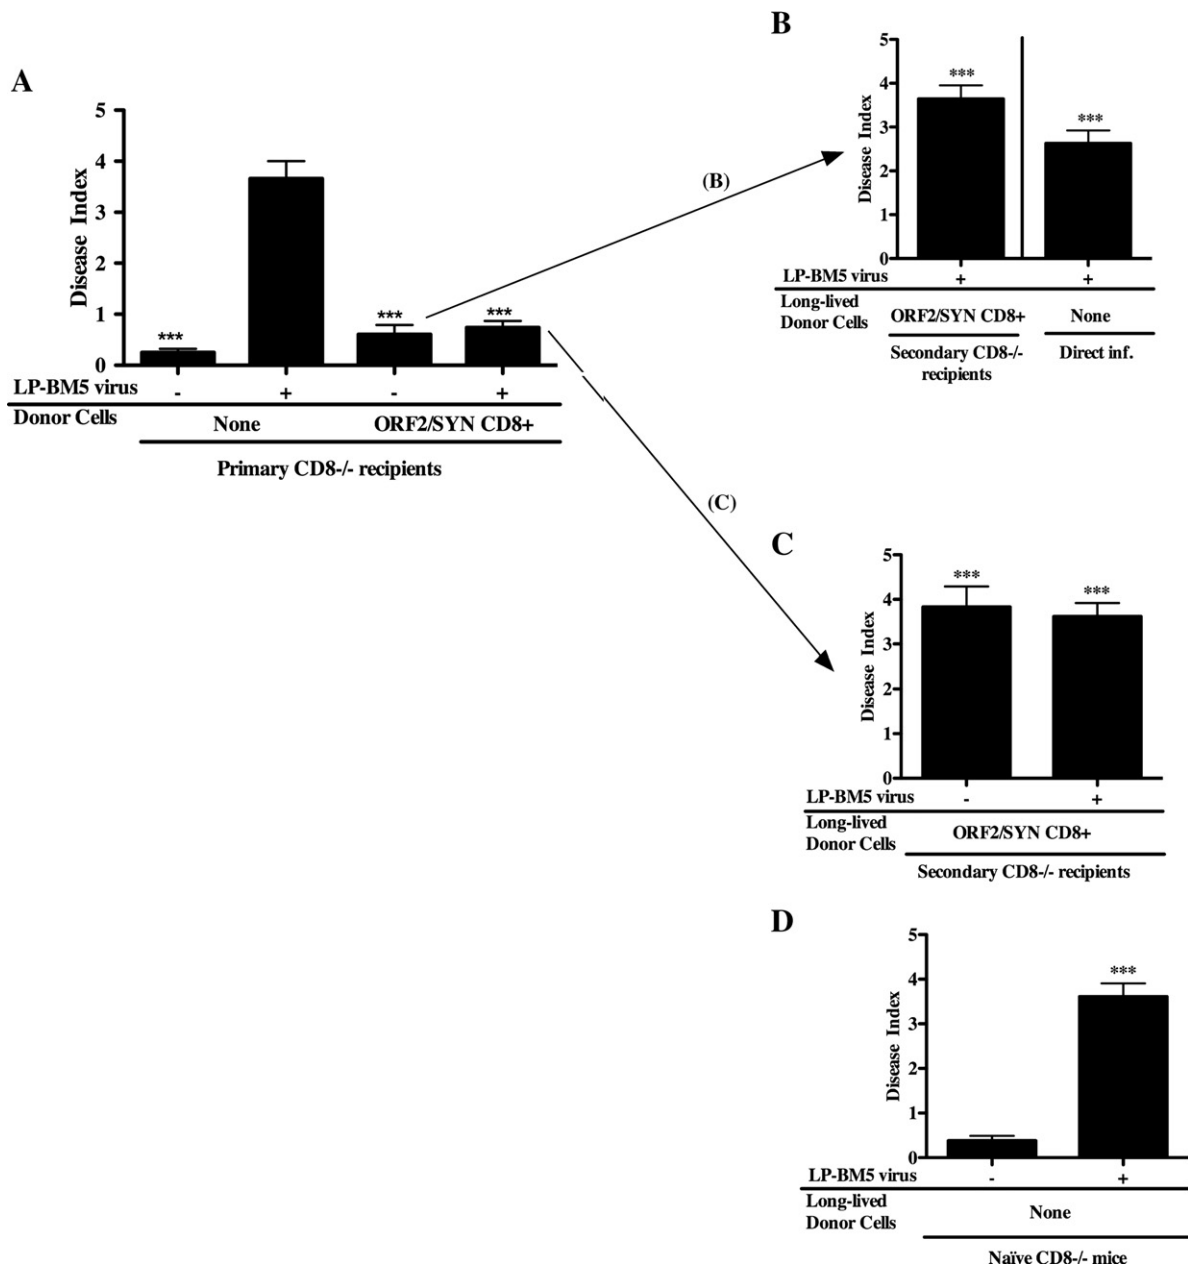 A
Disease Index
5
4
3
2
1
0
***
***
***
LP-BM5 virus - + - +
Donor Cells None ORF2/SYN CD8+
Primary CD8-/- recipients
(B)
(C)
B
Disease Index
5
4
3
2
1
0
***
***
LP-BM5 virus + +
Long-lived
Donor Cells ORF2/SYN CD8+ None
Secondary CD8-/- Direct inf.
recipients
C
Disease Index
5
4
3
2
1
0
***
***
LP-BM5 virus - +
Long-lived
Donor Cells ORF2/SYN CD8+
Secondary CD8-/- recipients
D
Disease Index
5
4
3
2
1
0
***
LP-BM5 virus - +
Long-lived
Donor Cells None
Naïve CD8-/- mice